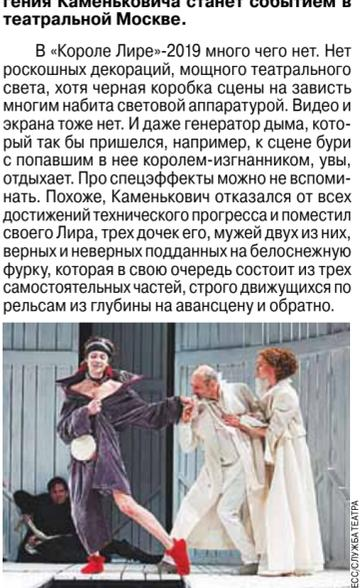 гения Каменьковича станет событием в
театральной Москве.
В «Короле Лире»-2019 много чего нет. Нет
роскошных декораций, мощного театрального
света, хотя черная коробка сцены на зависть
многим набита световой аппаратурой. Видео и
экрана тоже нет. И даже генератор дыма, кото-
рый так бы пришелся, например, к сцене бури
с попавшим в нее королем-изгнанником, увы,
отдыхает. Про спецэффекты можно не вспоми-
нать. Похоже, Каменькович отказался от всех
достижений технического прогресса и поместил
своего Лира, трех дочек его, мужей двух из них,
верных и неверных подданных на белоснежную
фурку, которая в свою очередь состоит из трех
самостоятельных частей, строго движущихся по
рельсам из глубины на авансцену и обратно.
ЕСС-СЛУЖБА ТЕАТРА